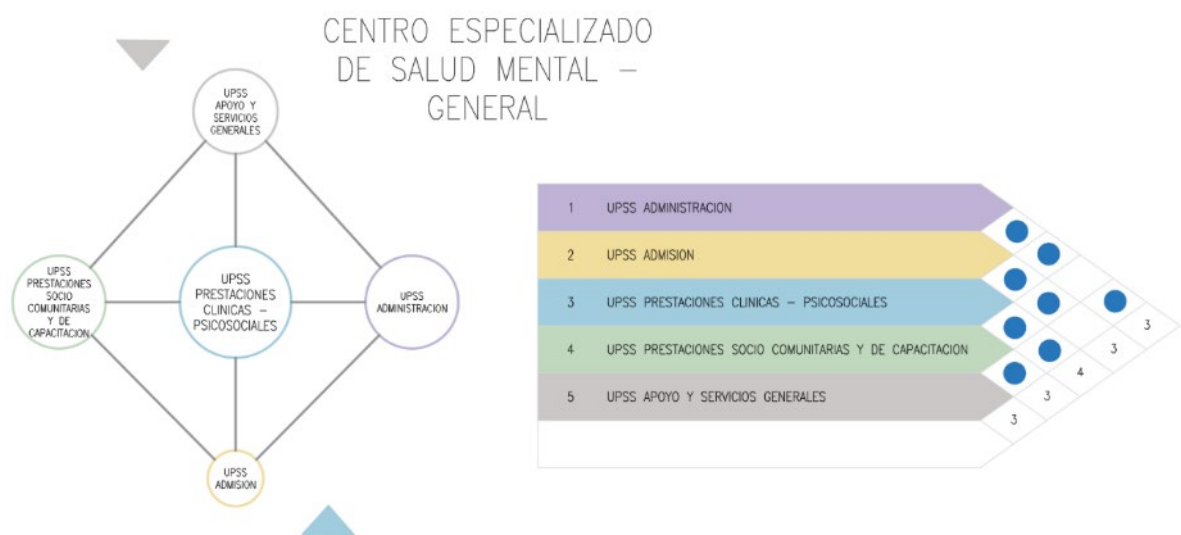 CENTRO ESPECIALIZADO
DE SALUD MENTAL –
GENERAL
UPSS
APOYO Y
SERVICIOS
GENERALES
UPSS
PRESTACIONES
SOCIO
COMUNITARIAS
Y DE
CAPACITACION
UPSS
PRESTACIONES
CLINICAS –
PSICOSOCIALES
UPSS
ADMINISTRACION
UPSS
ADMISION
1 UPSS ADMINISTRACION
2 UPSS ADMISION
3 UPSS PRESTACIONES CLINICAS – PSICOSOCIALES
4 UPSS PRESTACIONES SOCIO COMUNITARIAS Y DE CAPACITACION
5 UPSS APOYO Y SERVICIOS GENERALES
3
3
4
3
3